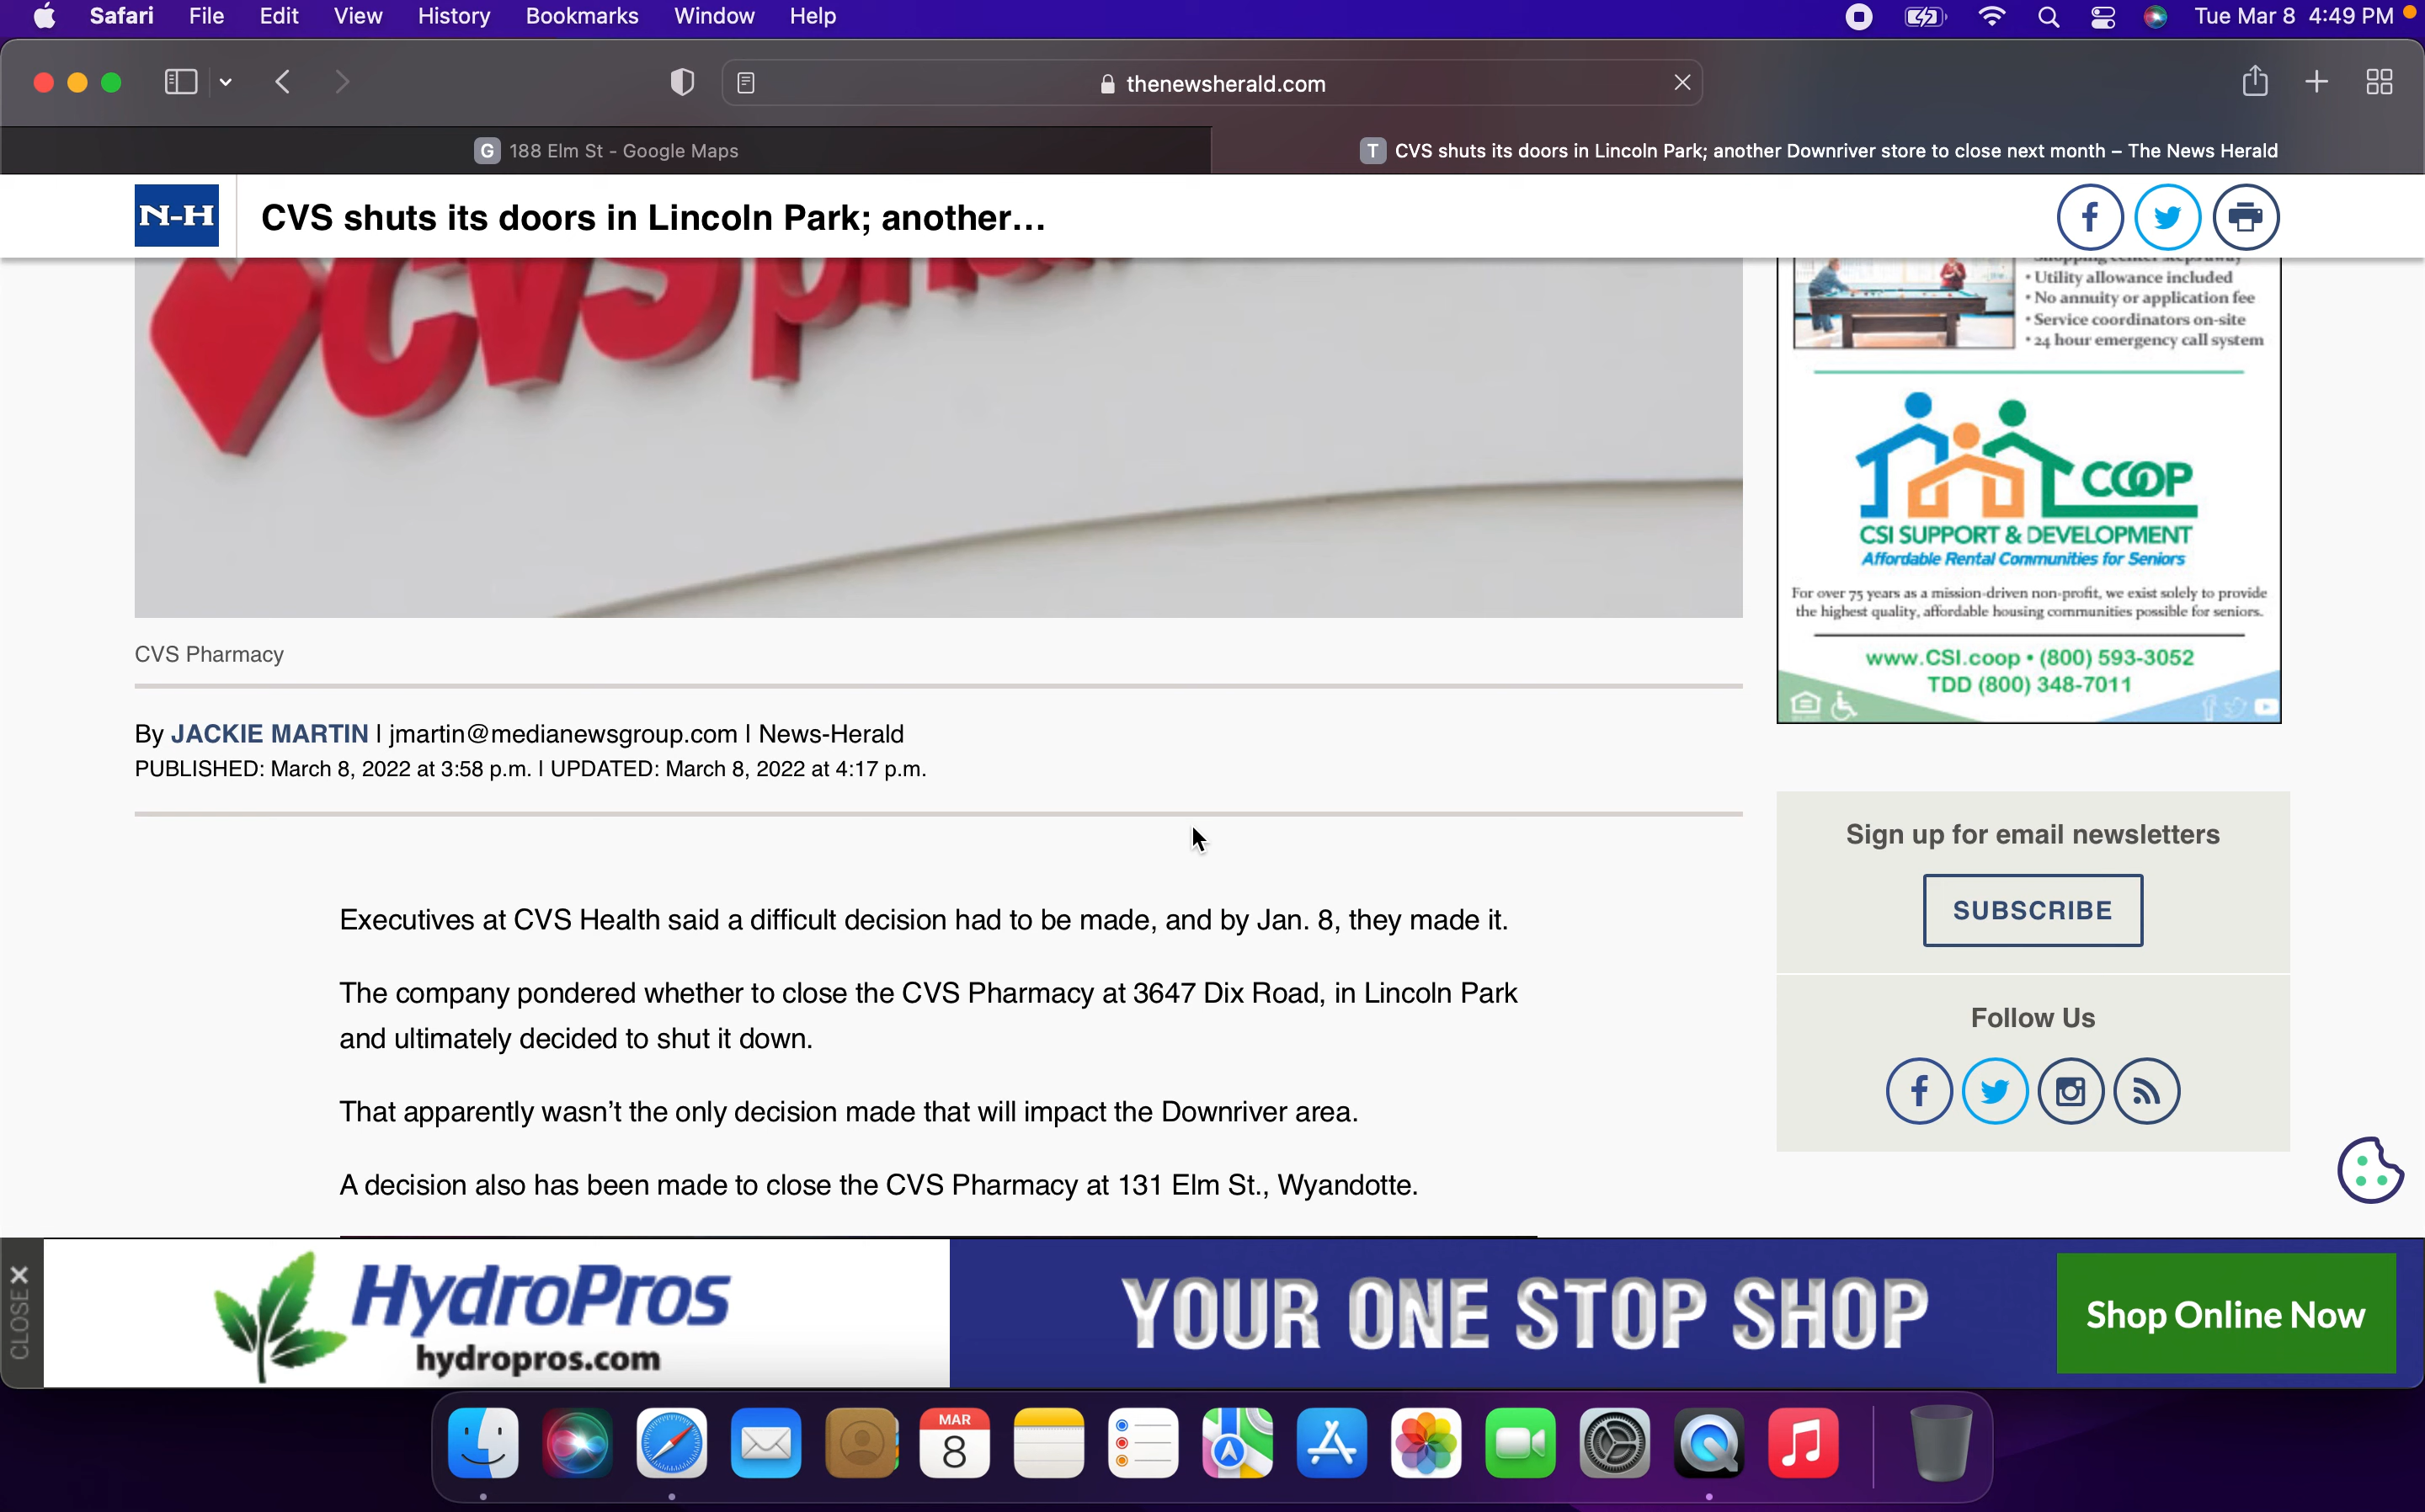 Safari File Edit View History Bookmarks Window Help
Tue Mar 8 4:49 PM
thenewsherald.com
G 188 Elm St - Google Maps
T CVS shuts its doors in Lincoln Park; another Downriver store to close next month – The News Herald
N-H CVS shuts its doors in Lincoln Park; another...
CVS
• Utility allowance included
• No annuity or application fee
• Service coordinators on-site
• 24 hour emergency call system
COOP
CSI SUPPORT & DEVELOPMENT
Affordable Rental Communities for Seniors
For over 75 years as a mission-driven non-profit, we exist solely to provide
the highest quality, affordable housing communities possible for seniors.
www.CSI.coop • (800) 593-3052
TDD (800) 348-7011
CVS Pharmacy
By JACKIE MARTIN | jmartin@medianewsgroup.com | News-Herald
PUBLISHED: March 8, 2022 at 3:58 p.m. | UPDATED: March 8, 2022 at 4:17 p.m.
Executives at CVS Health said a difficult decision had to be made, and by Jan. 8, they made it.
The company pondered whether to close the CVS Pharmacy at 3647 Dix Road, in Lincoln Park
and ultimately decided to shut it down.
That apparently wasn’t the only decision made that will impact the Downriver area.
A decision also has been made to close the CVS Pharmacy at 131 Elm St., Wyandotte.
Sign up for email newsletters
SUBSCRIBE
Follow Us
CLOSE X
HydroPros
hydropros.com
YOUR ONE STOP SHOP
Shop Online Now
MAR
8